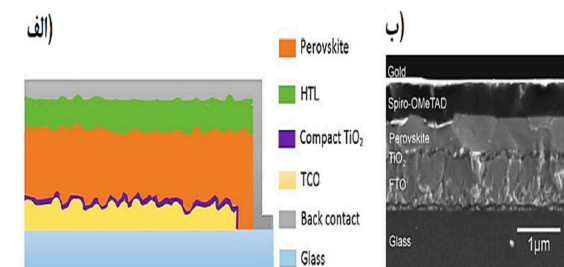 الف)
Perovskite
HTL
Compact TiO₂
TCO
Back contact
Glass
ب)
Gold
Spiro-OMeTAD
Perovskite
TiO₂
FTO
Glass
1μm